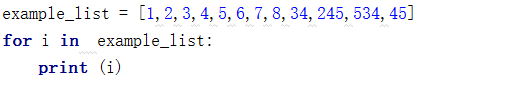 example_list = [1,2,3,4,5,6,7,8,34,245,534,45]
for i in  example_list:
    print (i)